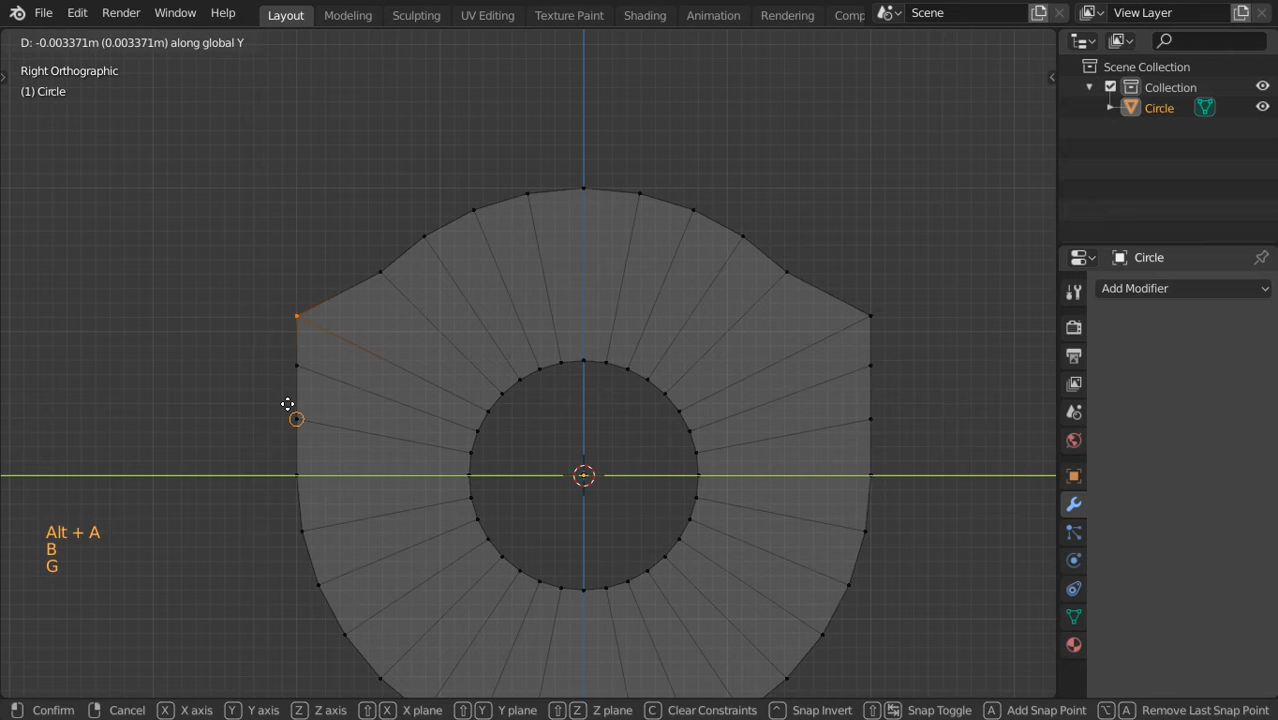 File Edit Render Window Help Layout Modeling Sculpting UV Editing Texture Paint Shading Animation Rendering Comp Scene View Layer
D: -0.003371m (0.003371m) along global Y
Right Orthographic
(1) Circle
Scene Collection
Collection
Circle
Circle
Add Modifier
Alt + A
B
G
Confirm Cancel X X axis Y Y axis Z Z axis X X plane Y Y plane Z Z plane C Clear Constraints ^ Snap Invert Snap Toggle A Add Snap Point A Remove Last Snap Point